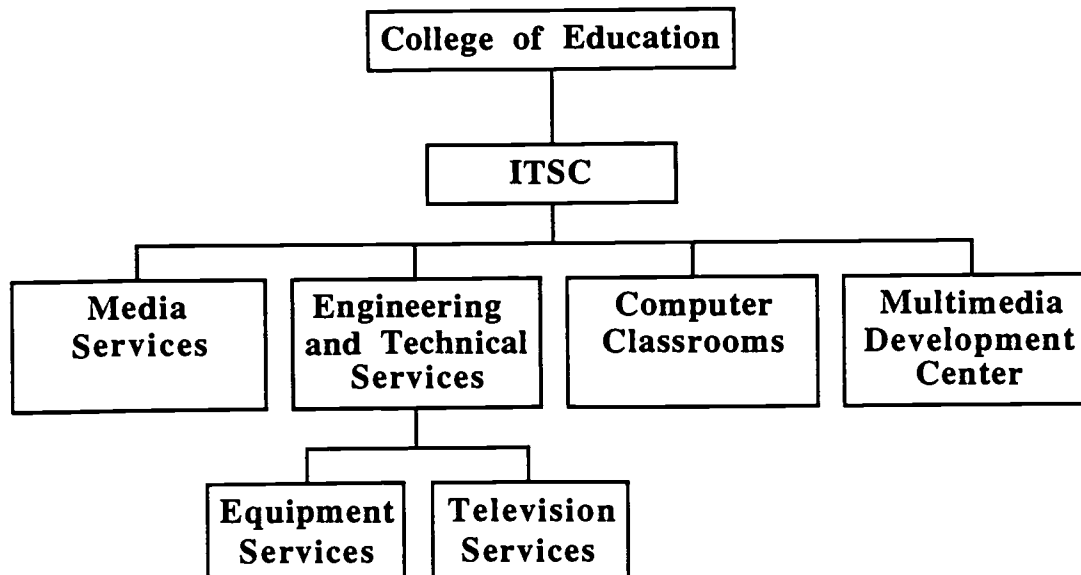 College of Education
ITSC
Media
Services
Engineering
and Technical
Services
Computer
Classrooms
Multimedia
Development
Center
Equipment
Services
Television
Services